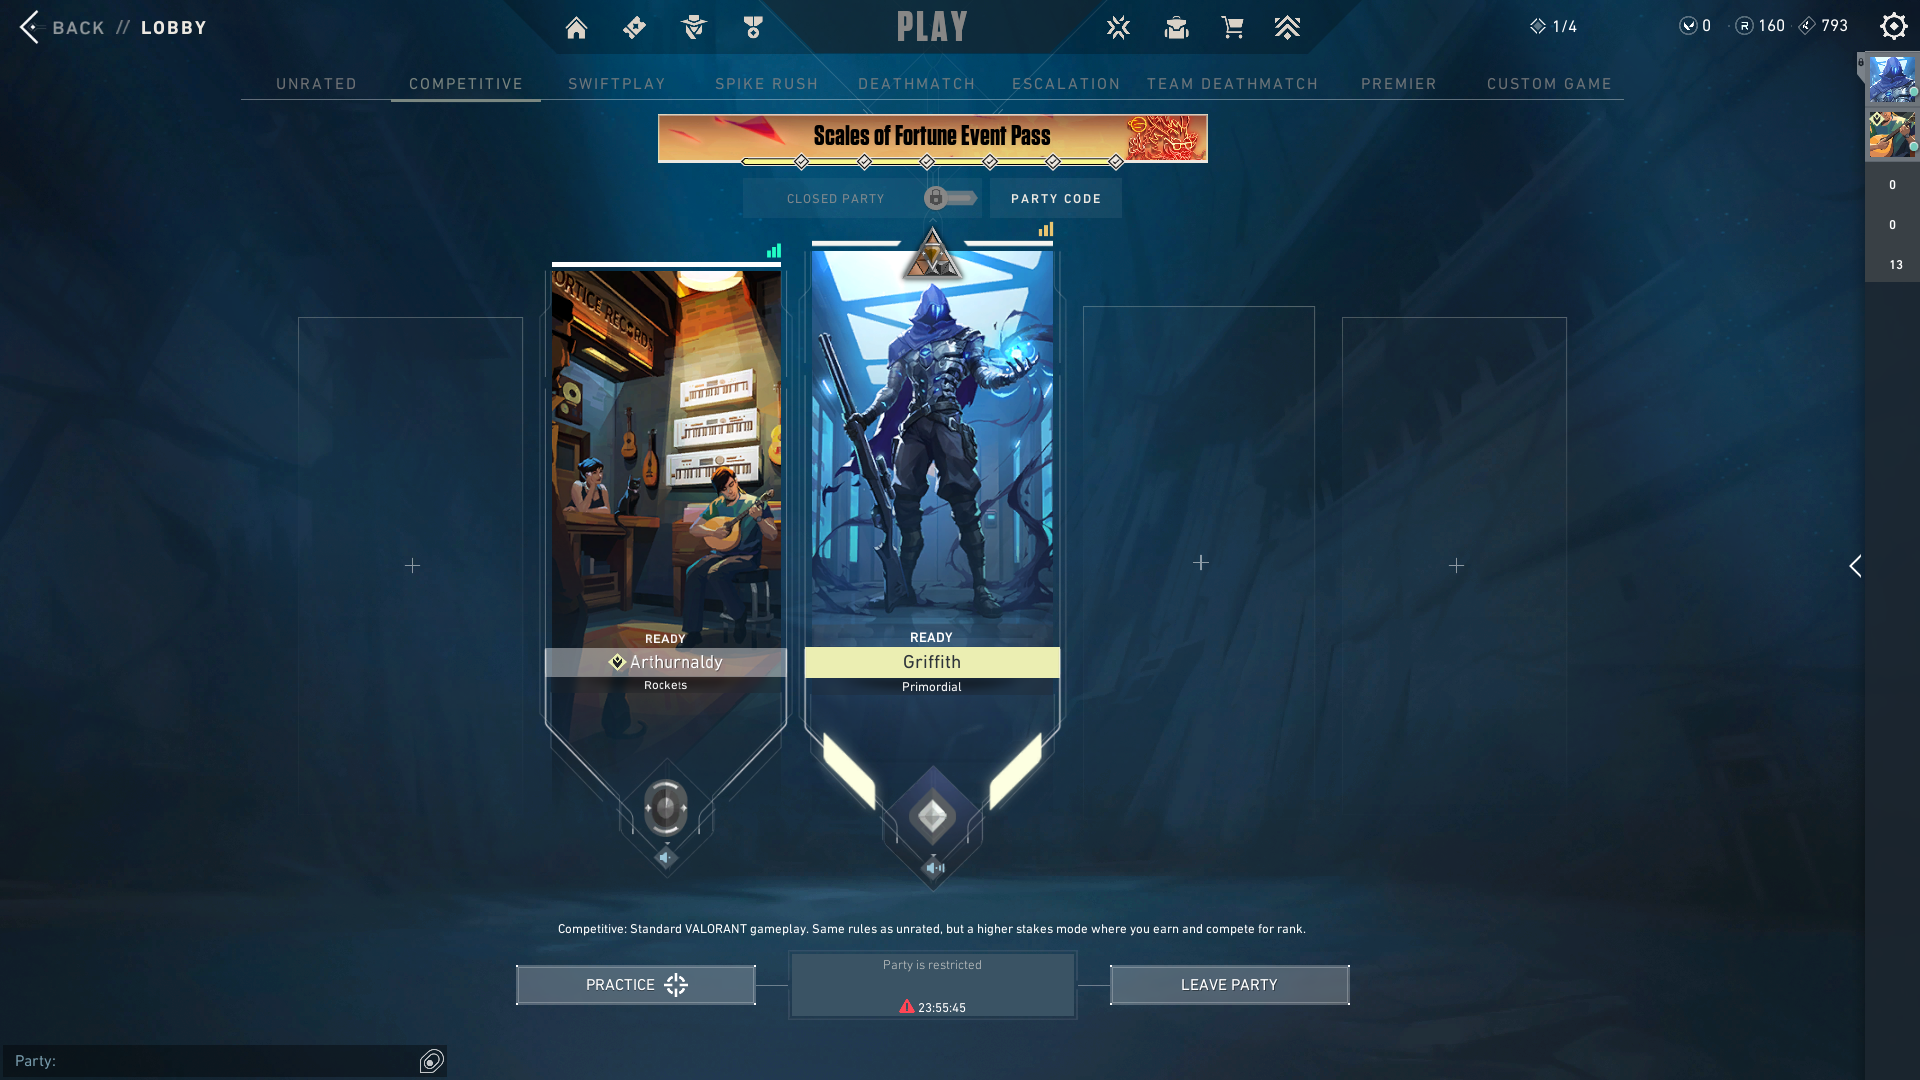 BACK // LOBBY
PLAY
1/4
0
160
793
UNRATED
COMPETITIVE
SWIFTPLAY
SPIKE RUSH
DEATHMATCH
ESCALATION
TEAM DEATHMATCH
PREMIER
CUSTOM GAME
Scales of Fortune Event Pass
CLOSED PARTY
PARTY CODE
0
0
13
ORTICE RECORDS
READY
Arthurnaldy
Rockets
READY
Griffith
Primordial
Competitive: Standard VALORANT gameplay. Same rules as unrated, but a higher stakes mode where you earn and compete for rank.
PRACTICE
Party is restricted
23:55:45
LEAVE PARTY
Party: